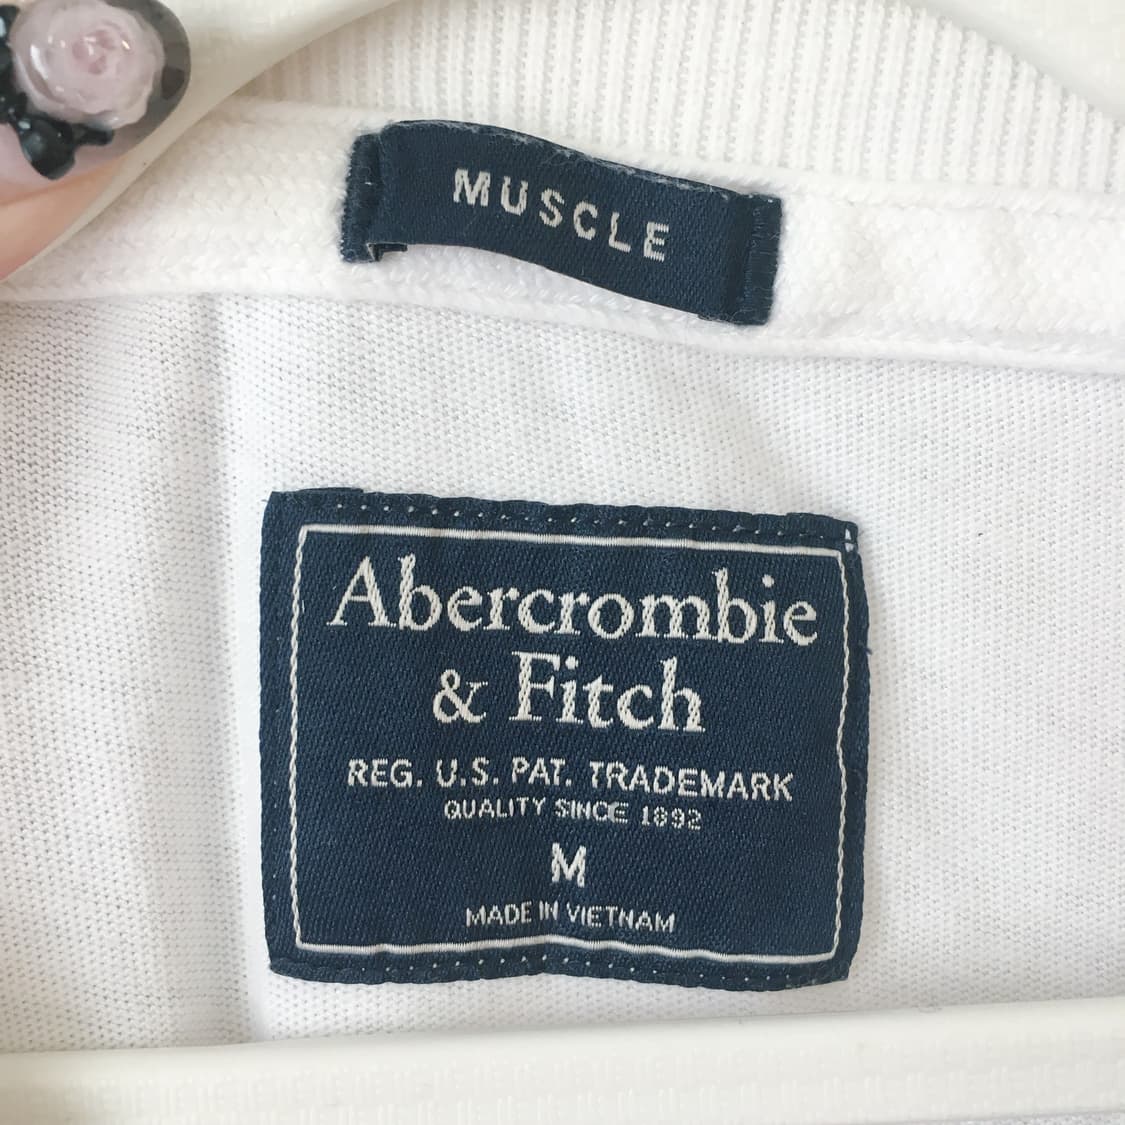 MUSCLE
Abercrombie
& Fitch
REG. U.S. PAT. TRADEMARK
QUALITY SINCE 1892
M
MADE IN VIETNAM